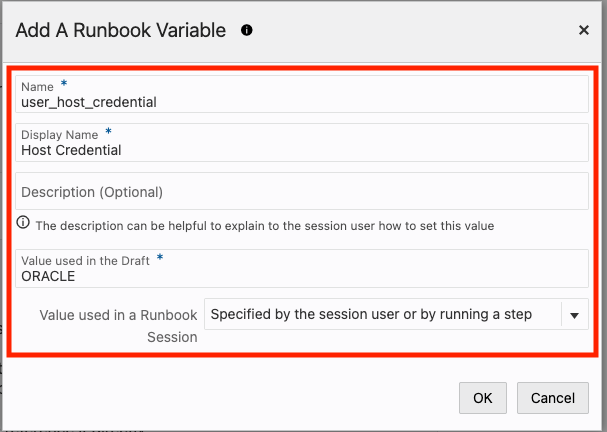 Add A Runbook Variable
Name *
user_host_credential
Display Name *
Host Credential
Description (Optional)
The description can be helpful to explain to the session user how to set this value
Value used in the Draft *
ORACLE
Value used in a Runbook Specified by the session user or by running a step
Session
OK Cancel